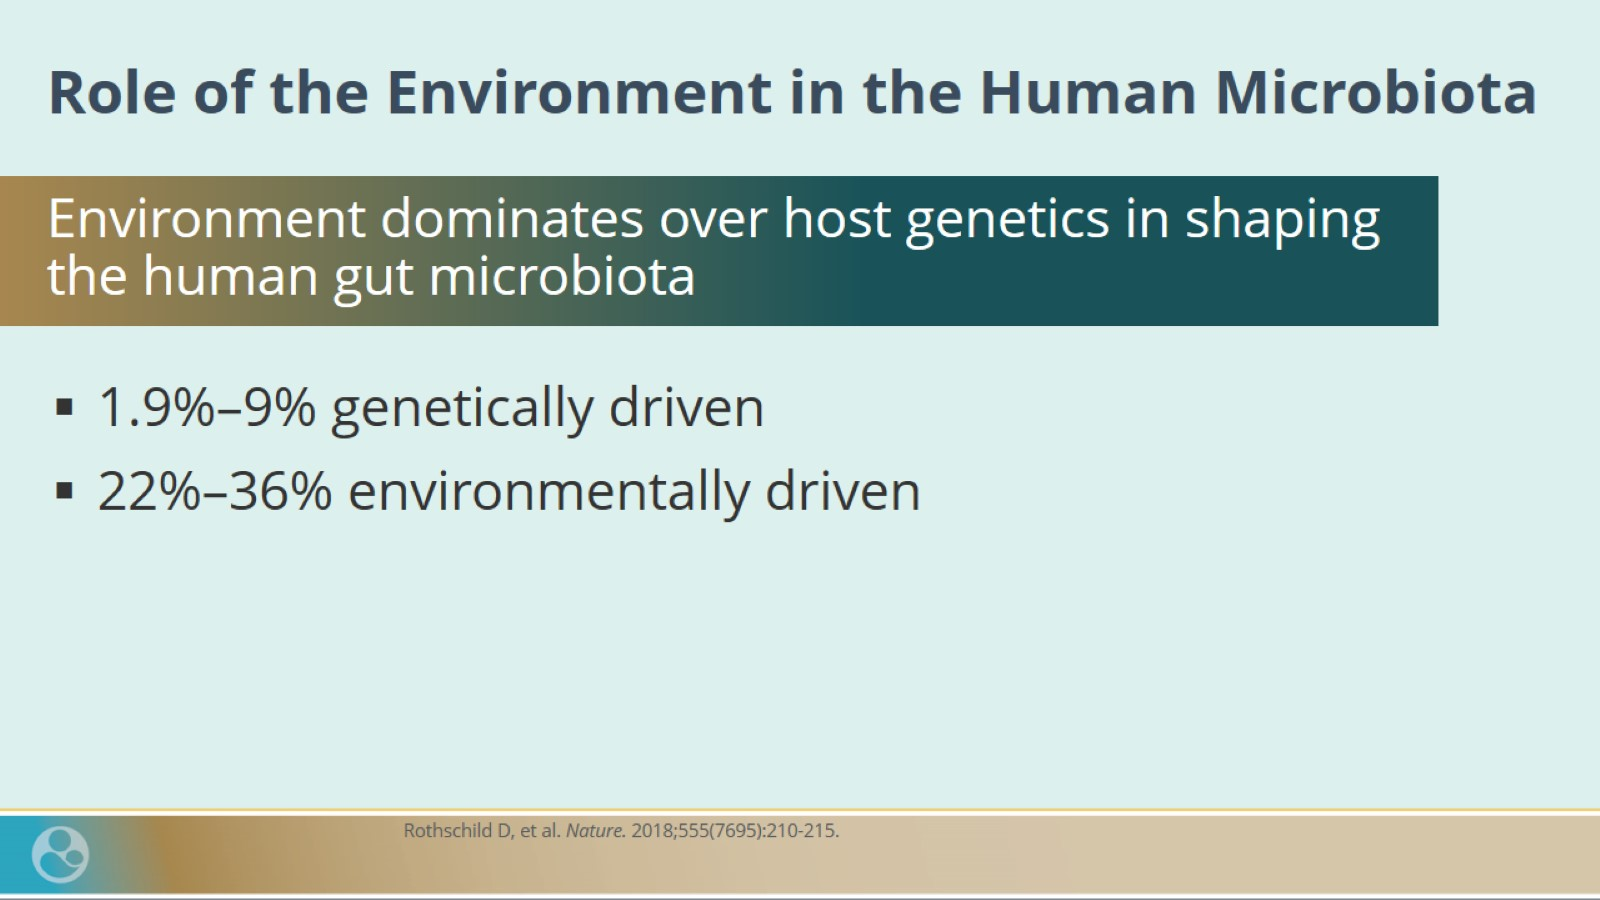 Role of the Environment in the Human Microbiota
Environment dominates over host genetics in shaping
the human gut microbiota
▪ 1.9%–9% genetically driven
▪ 22%–36% environmentally driven
Rothschild D, et al. Nature. 2018;555(7695):210-215.